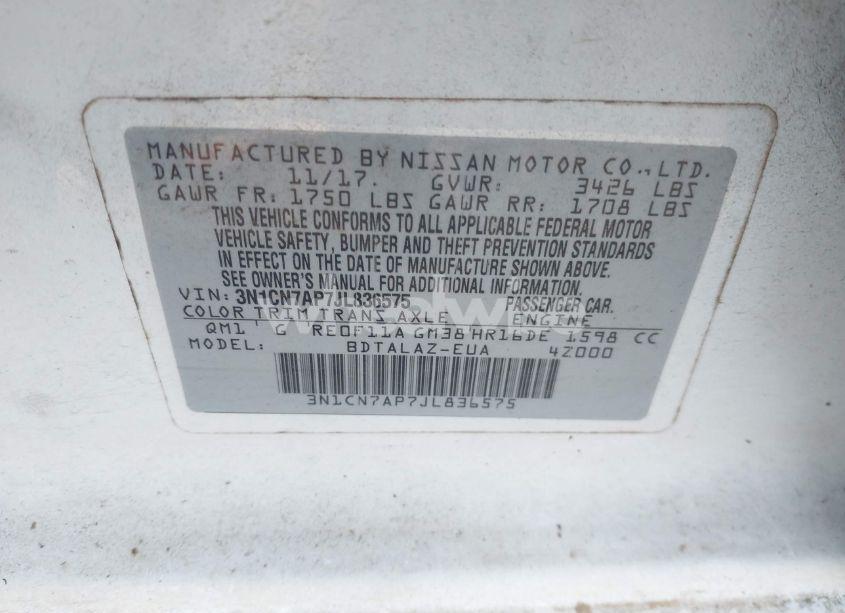 MANUFACTURED BY NISSAN MOTOR CO.,LTD.
DATE: 11/17. GVWR: 3426 LBS
GAWR FR: 1750 LBS GAWR RR: 1708 LBS
THIS VEHICLE CONFORMS TO ALL APPLICABLE FEDERAL MOTOR
VEHICLE SAFETY, BUMPER AND THEFT PREVENTION STANDARDS
IN EFFECT ON THE DATE OF MANUFACTURE SHOWN ABOVE.
SEE OWNER'S MANUAL FOR ADDITIONAL INFORMATION.
VIN: 3N1CN7AP7JL836575 PASSENGER CAR.
COLOR TRIM TRANS AXLE ENGINE
QM1 G RE0F11A GM38 HR16DE 1598 CC
MODEL: BDTALAZ-EUA 4Z000
3N1CN7AP7JL836575